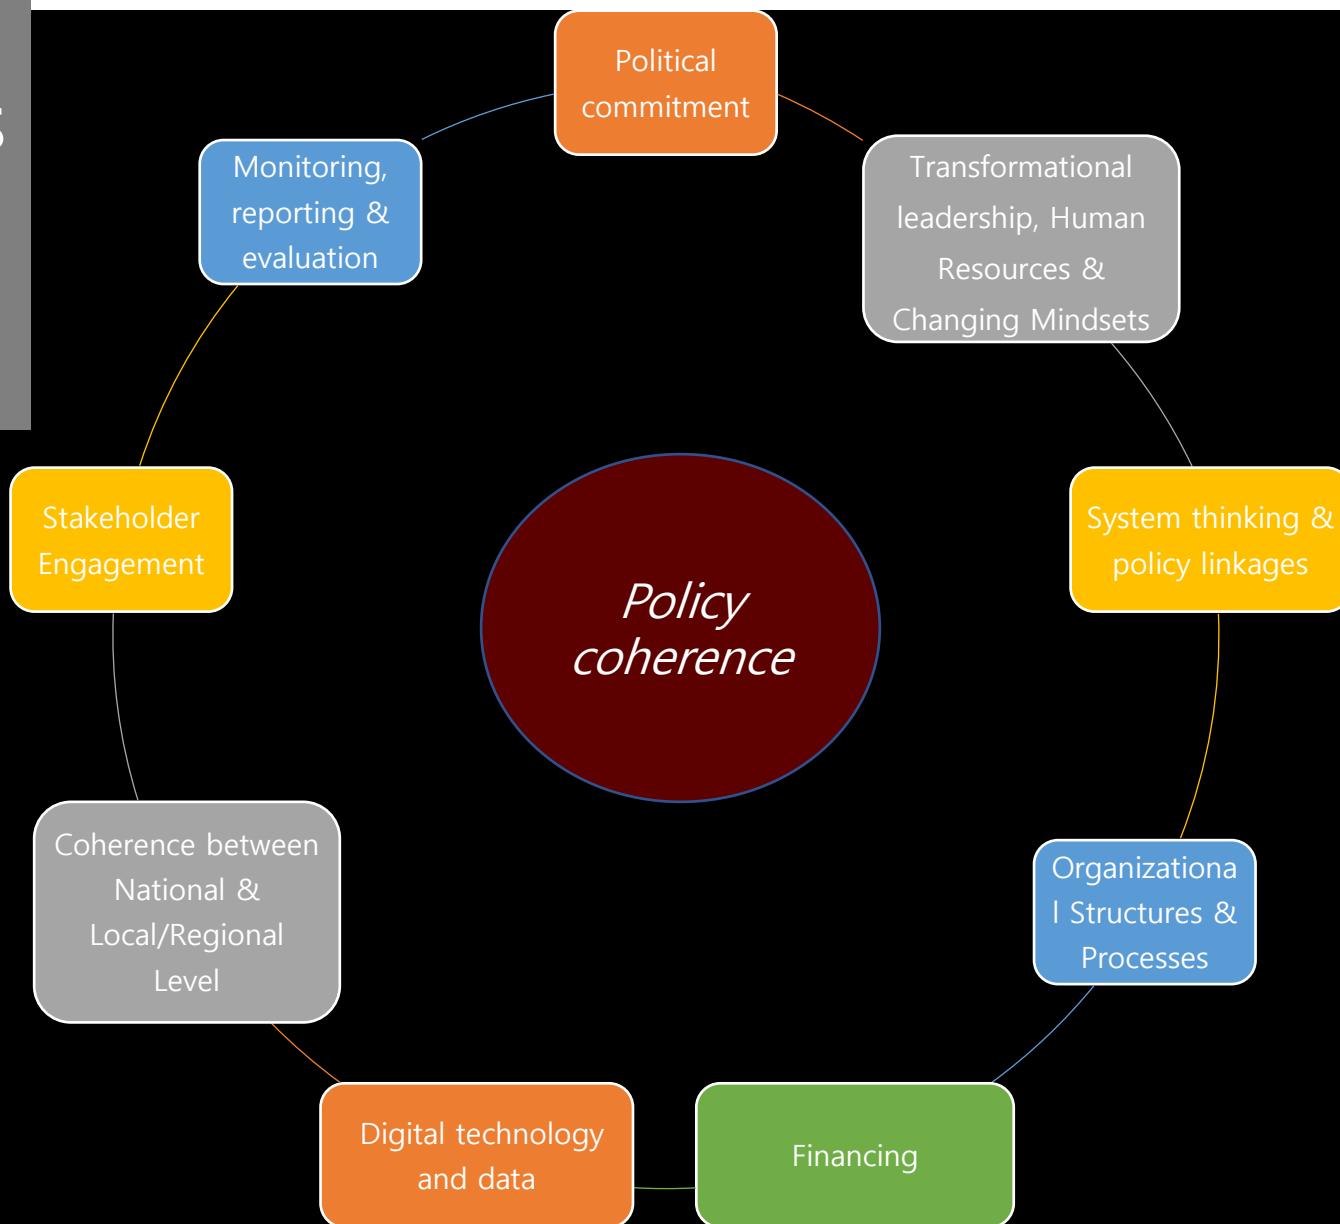 Political
commitment
Transformational
leadership, Human
Resources &
Changing Mindsets
System thinking &
policy linkages
Organizationa
l Structures &
Processes
Financing
Digital technology
and data
Coherence between
National &
Local/Regional
Level
Stakeholder
Engagement
Monitoring,
reporting &
evaluation
Policy
coherence